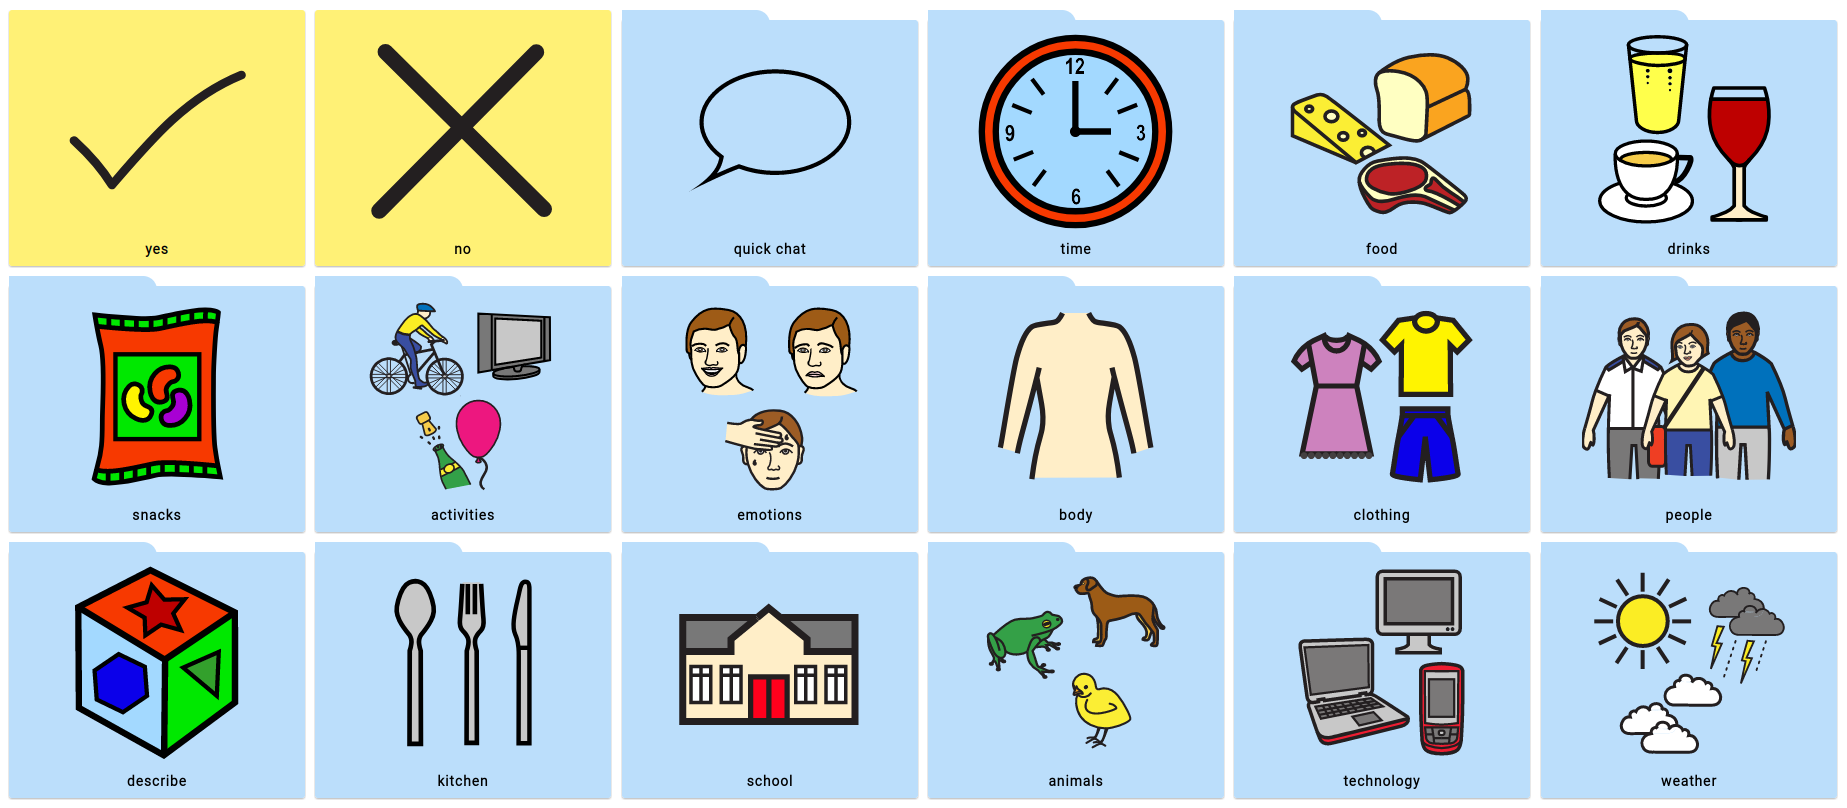 yes
no
quick chat
12
9
3
6
time
food
drinks
snacks
activities
emotions
body
clothing
people
describe
kitchen
school
animals
technology
weather